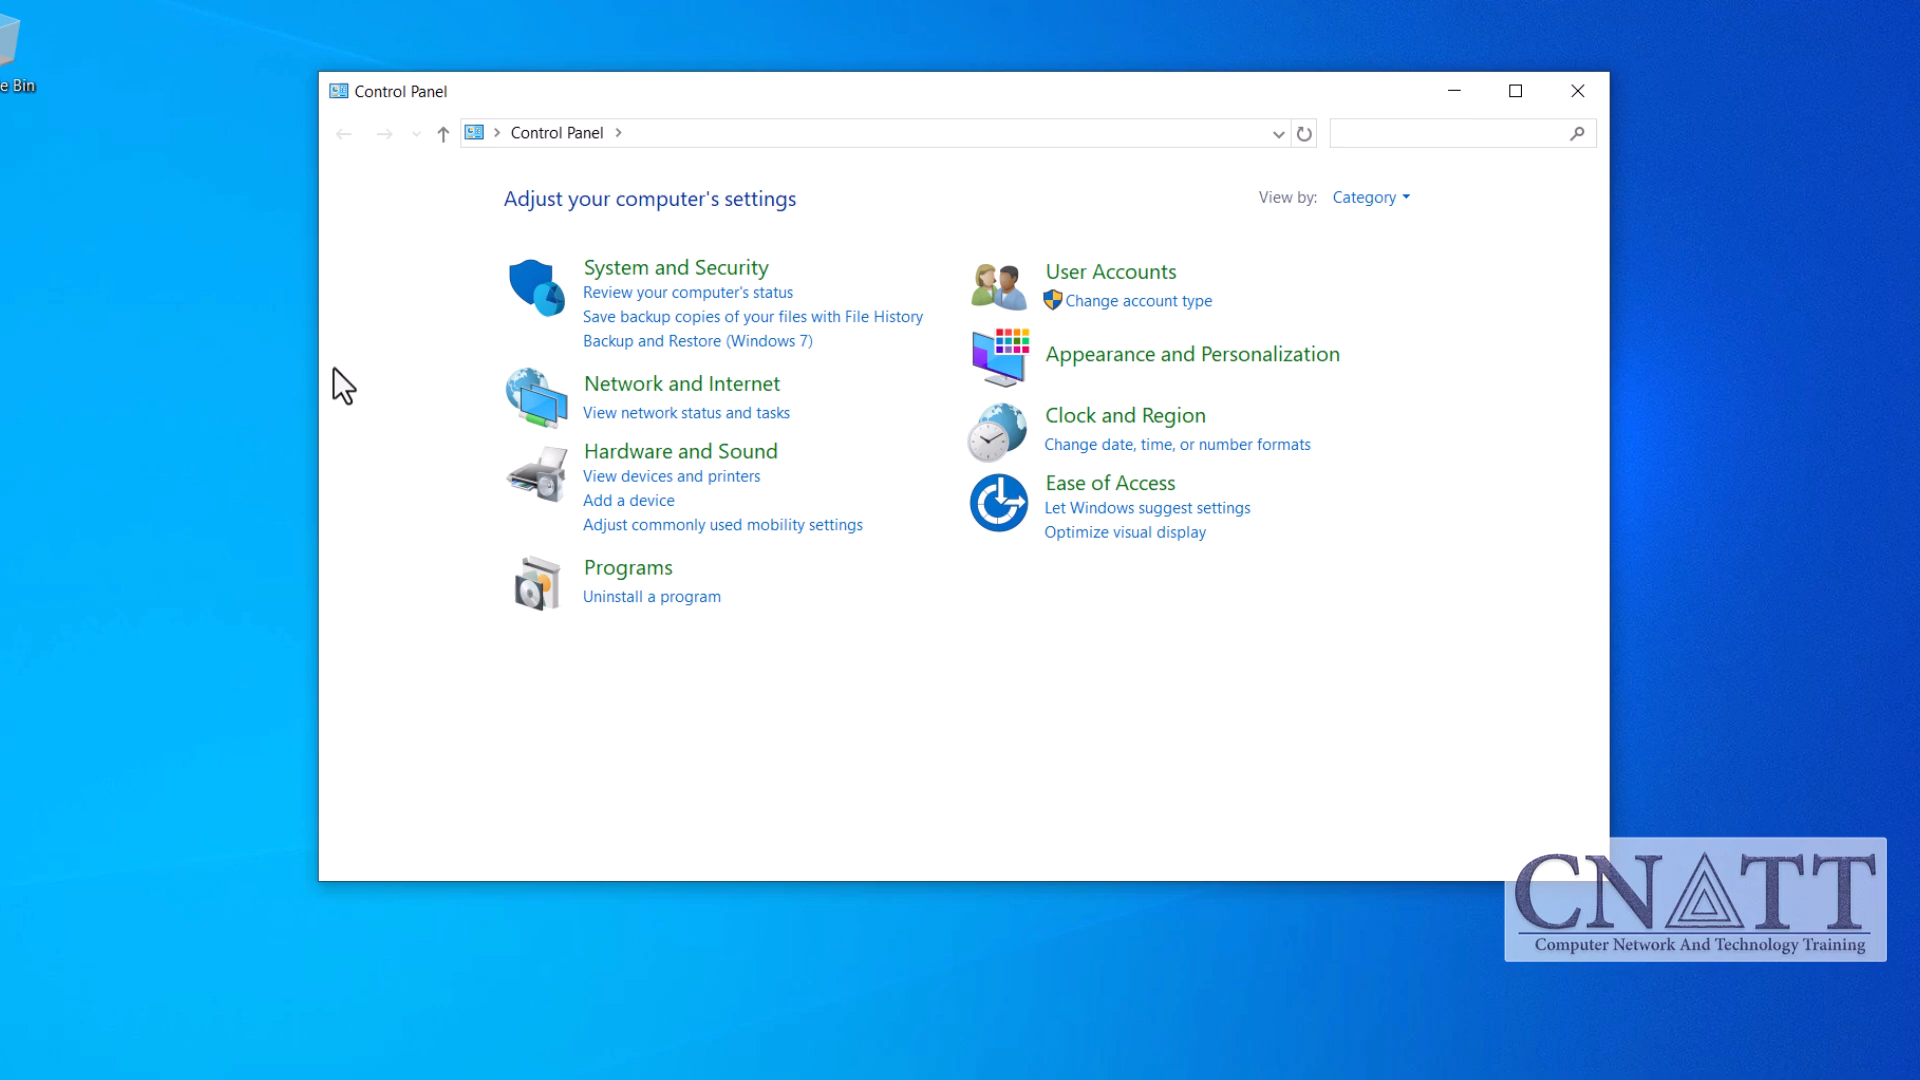 e Bin
Control Panel
Control Panel
Adjust your computer's settings
View by: Category
System and Security
Review your computer's status
Save backup copies of your files with File History
Backup and Restore (Windows 7)
Network and Internet
View network status and tasks
Hardware and Sound
View devices and printers
Add a device
Adjust commonly used mobility settings
Programs
Uninstall a program
User Accounts
Change account type
Appearance and Personalization
Clock and Region
Change date, time, or number formats
Ease of Access
Let Windows suggest settings
Optimize visual display
CNATT
Computer Network And Technology Training